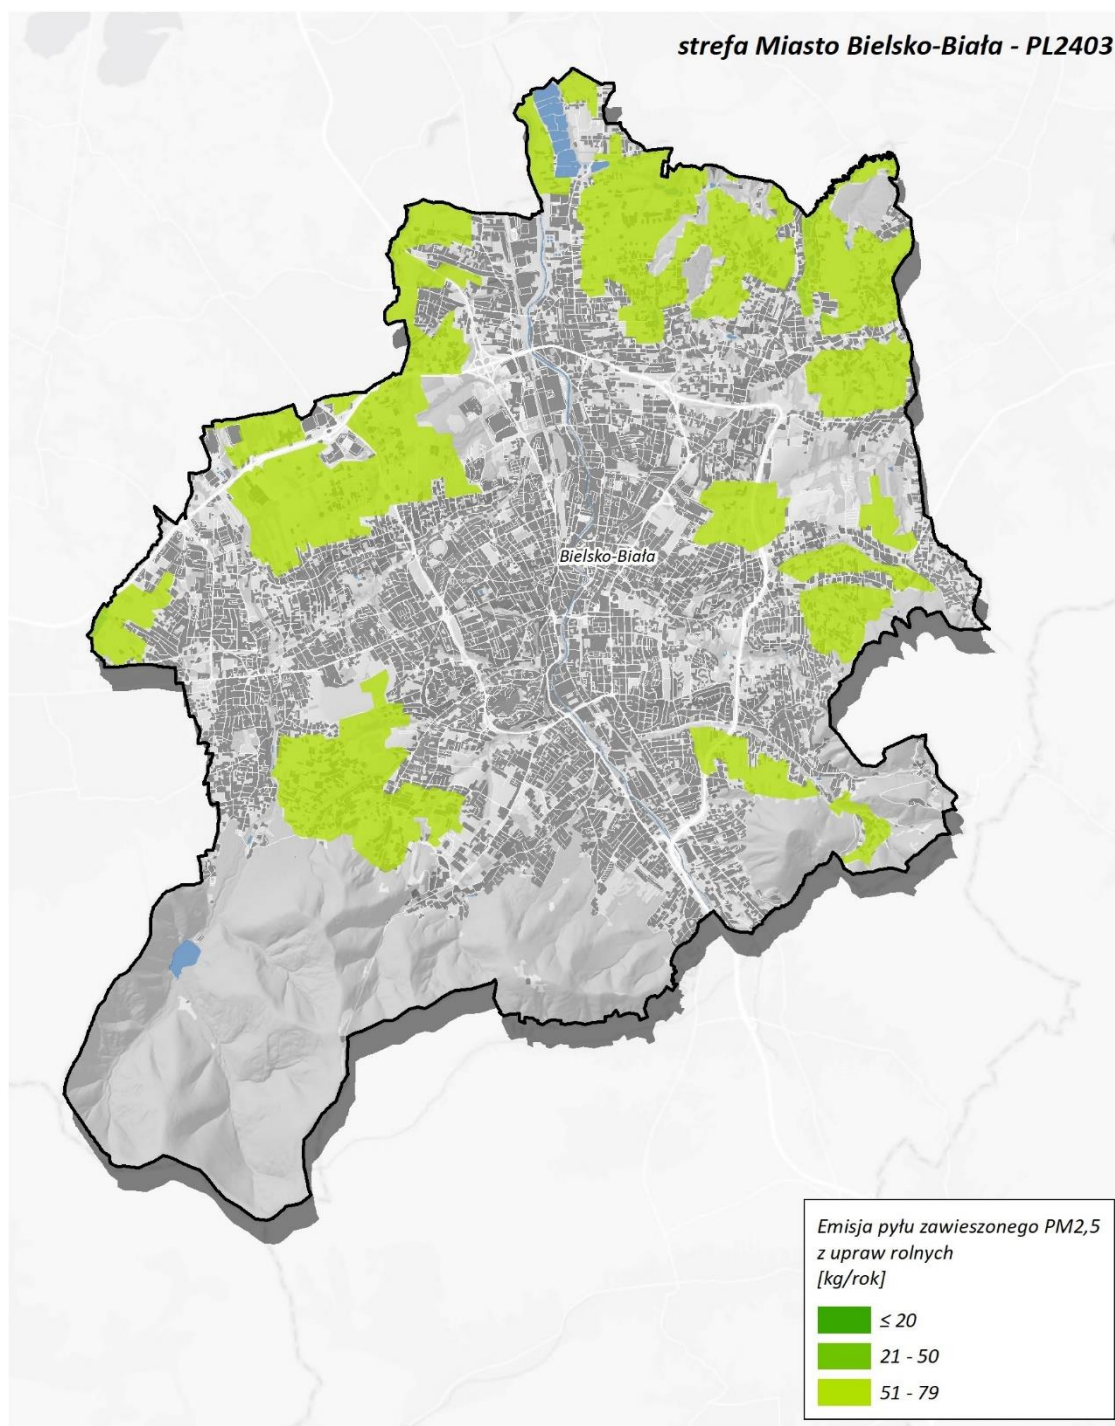 strefa Miasto Bielsko-Biała - PL2403
Bielsko-Biała
Emisja pyłu zawieszonego PM2,5
z upraw rolnych
[kg/rok]
≤ 20
21 - 50
51 - 79